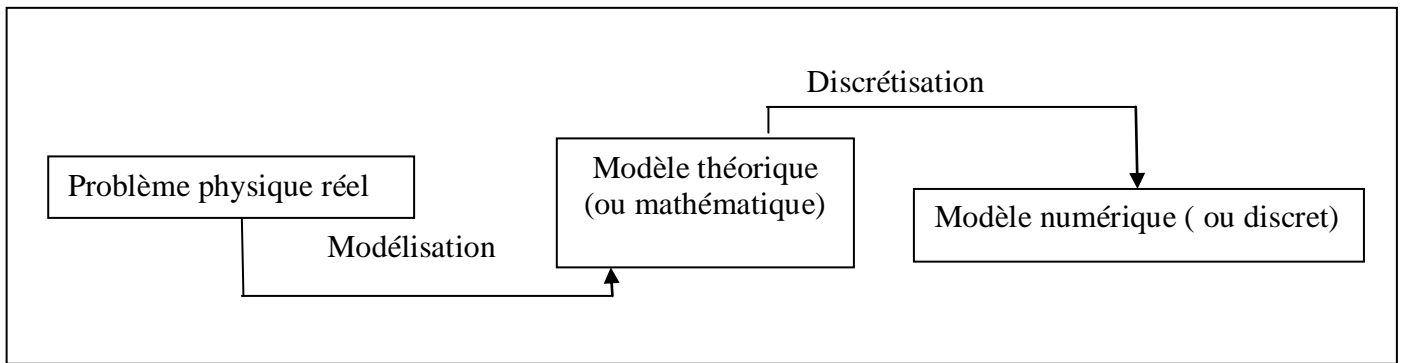 Problème physique réel
Modélisation
Modèle théorique
(ou mathématique)
Discrétisation
Modèle numérique ( ou discret)